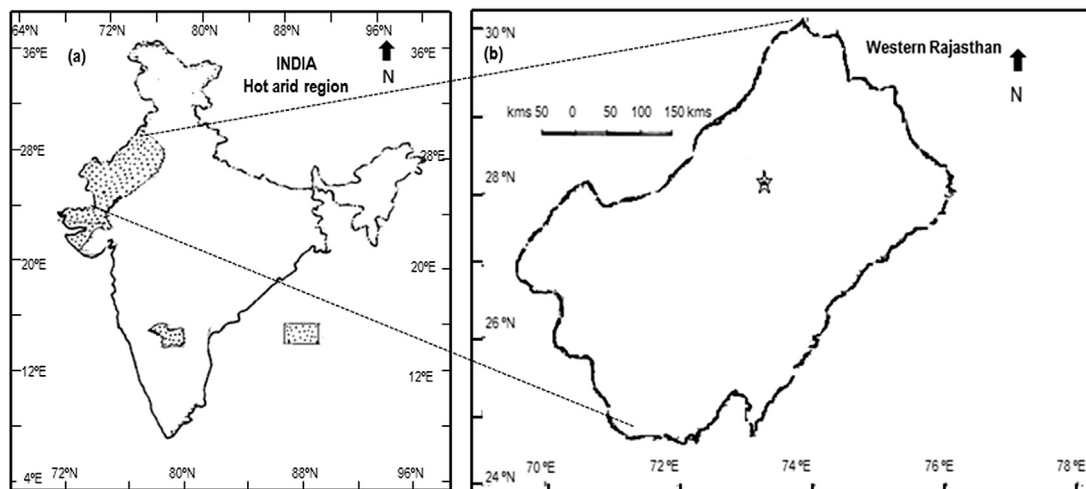 64ºN 72ºN 80ºN 88ºN 96ºN
36ºE 36ºE
(a)
INDIA
Hot arid region
N
28ºE 28ºE
20ºE 20ºE
12ºE 12ºE
4ºE
72ºN 80ºN 88ºN 96ºN
30 ºN
(b)
Western Rajasthan
N
kms 50 0 50 100 150 kms
28 ºN
26 ºN
24 ºN
70 ºE 72 ºE 74 ºE 76 ºE 78 ºE